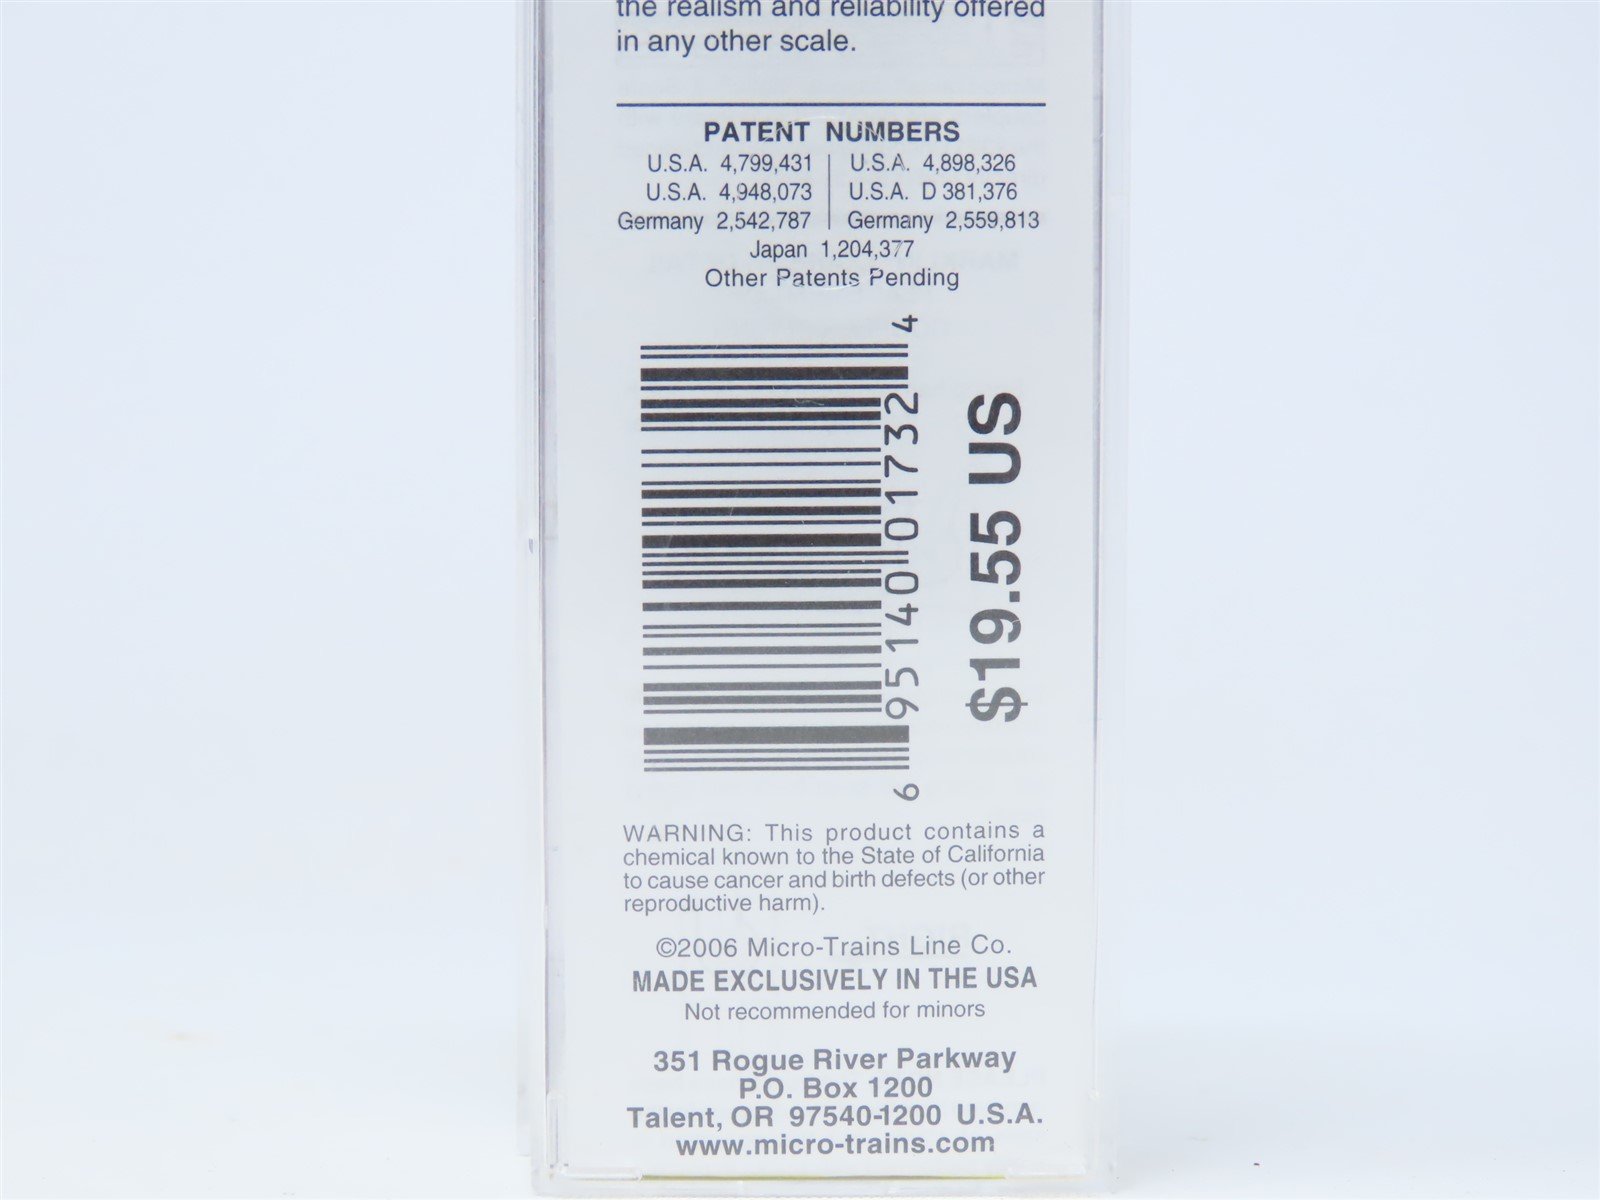 the realism and reliability offered
in any other scale.
PATENT NUMBERS
U.S.A. 4,799,431 | U.S.A. 4,898,326
U.S.A. 4,948,073 | U.S.A. D 381,376
Germany 2,542,787 | Germany 2,559,813
Japan 1,204,377
Other Patents Pending
6 95140 01732 4
$19.55 US
WARNING: This product contains a
chemical known to the State of California
to cause cancer and birth defects (or other
reproductive harm).
©2006 Micro-Trains Line Co.
MADE EXCLUSIVELY IN THE USA
Not recommended for minors
351 Rogue River Parkway
P.O. Box 1200
Talent, OR 97540-1200 U.S.A.
www.micro-trains.com